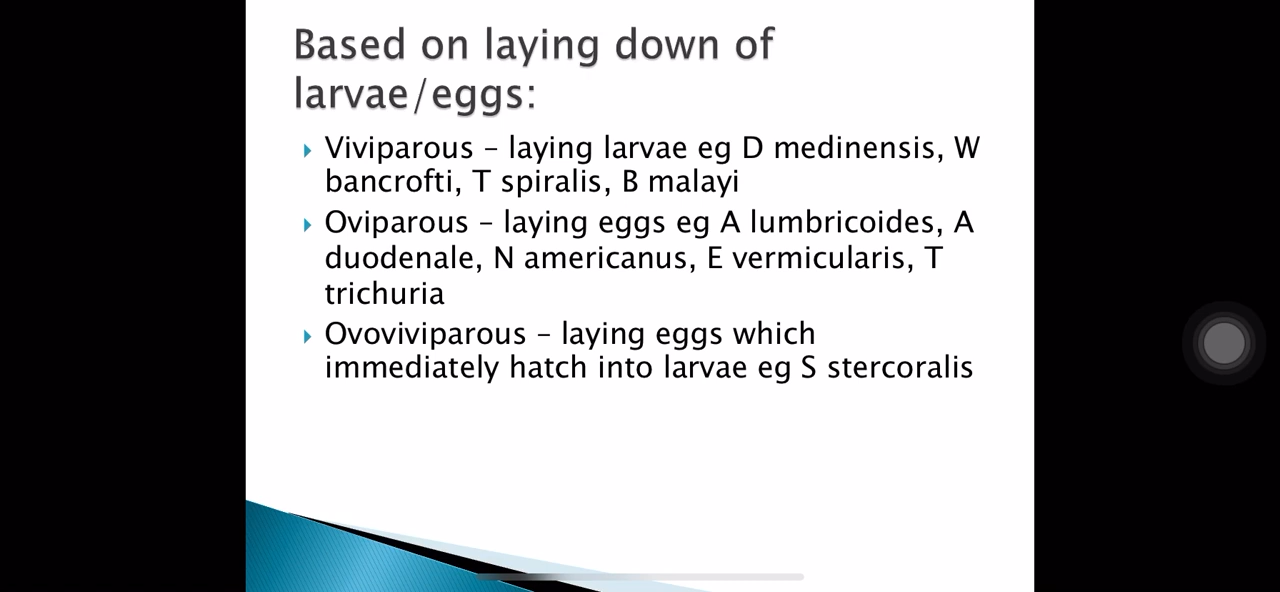 Based on laying down of
larvae/eggs:
Viviparous – laying larvae eg D medinensis, W
bancrofti, T spiralis, B malayi
Oviparous – laying eggs eg A lumbricoides, A
duodenale, N americanus, E vermicularis, T
trichuria
Ovoviviparous – laying eggs which
immediately hatch into larvae eg S stercoralis